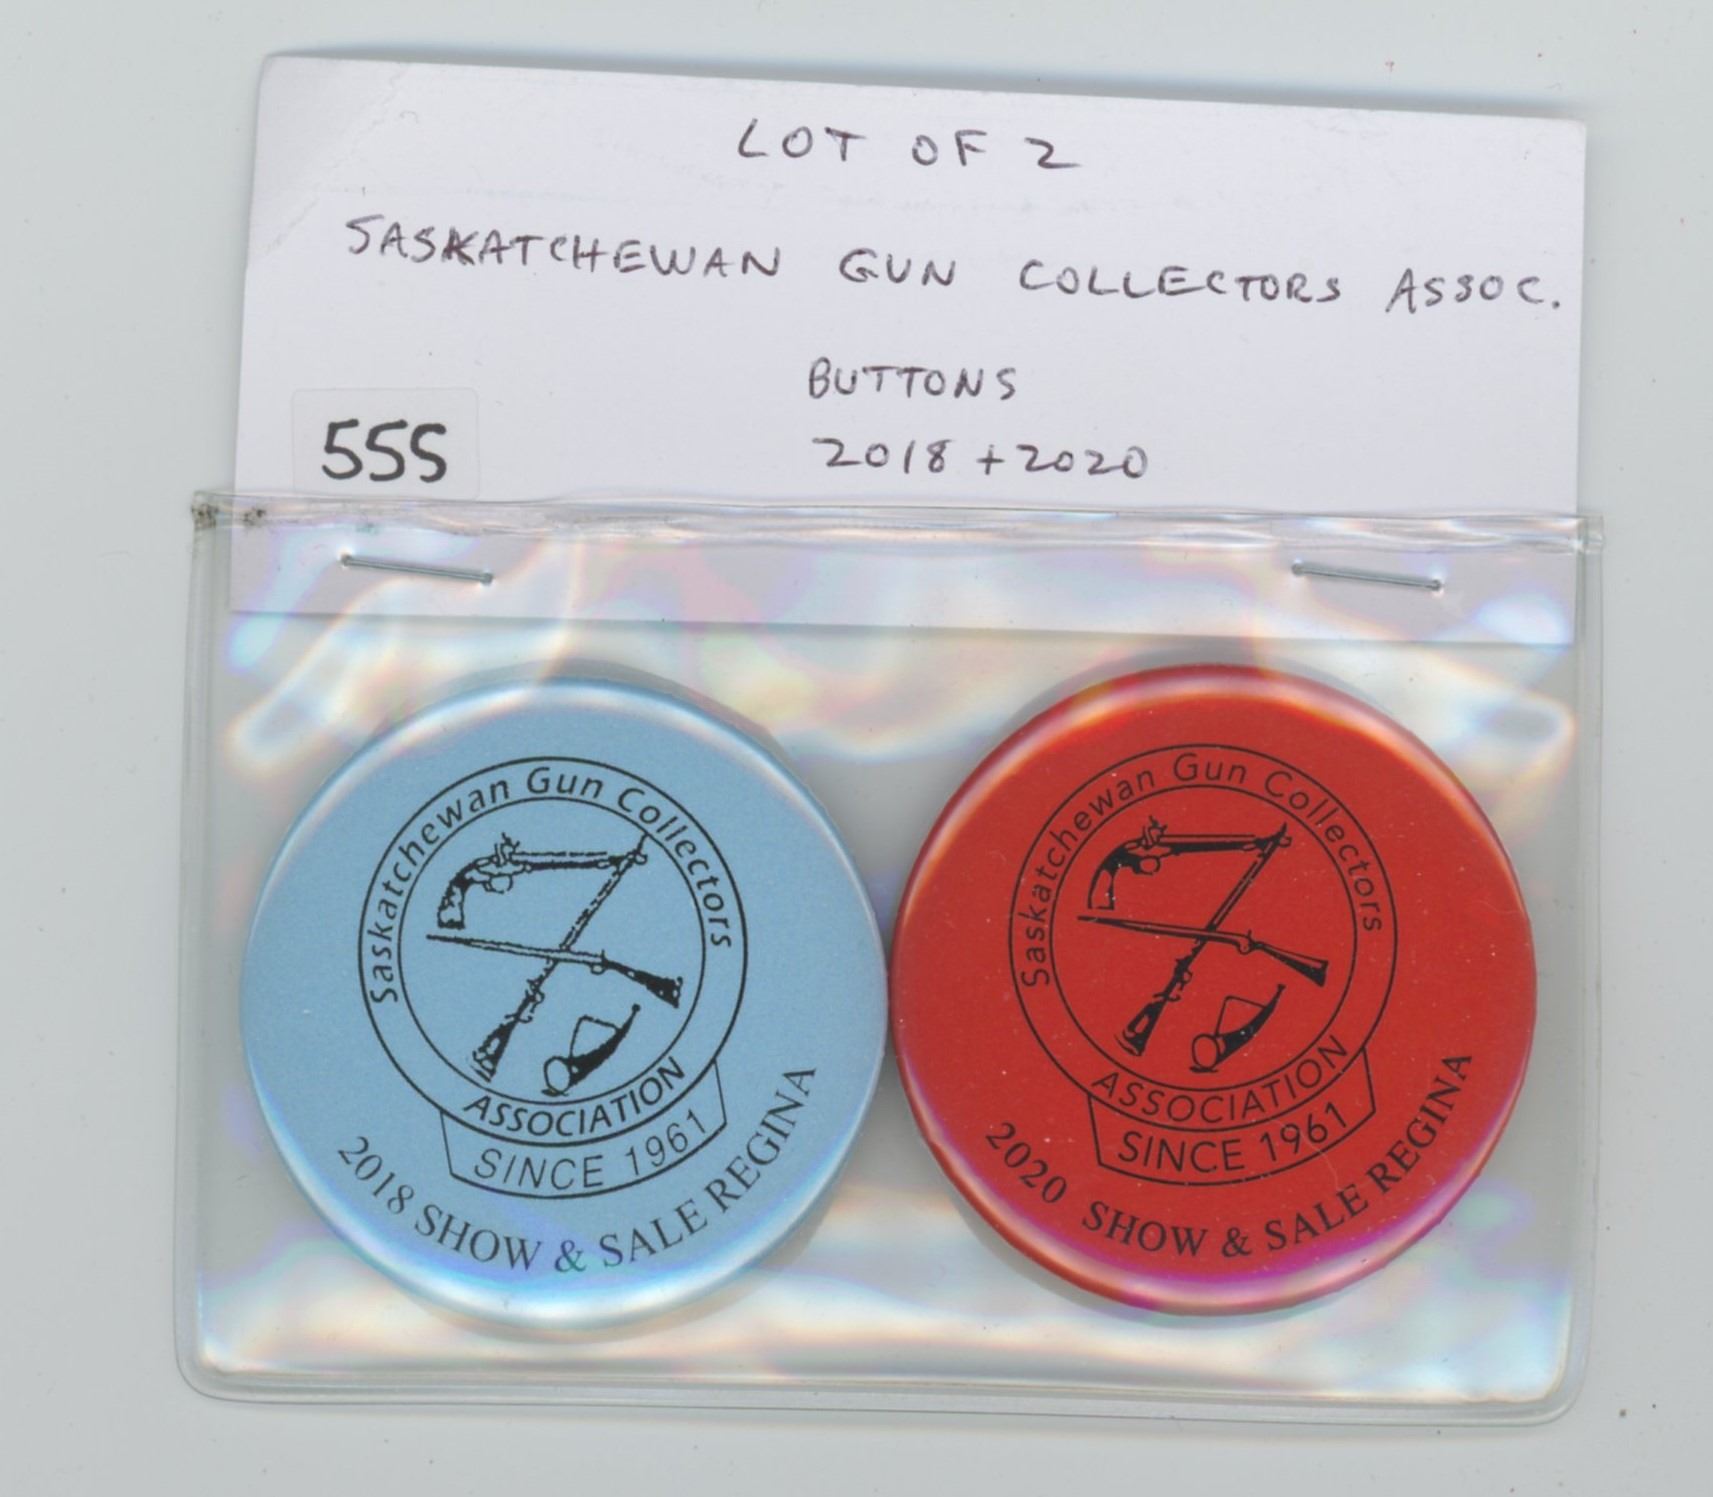 LOT OF 2
SASKATCHEWAN GUN COLLECTORS ASSOC.
BUTTONS
2018 + 2020
555
Saskatchewan Gun Collectors
ASSOCIATION
SINCE 1961
2018 SHOW & SALE REGINA
Saskatchewan Gun Collectors
ASSOCIATION
SINCE 1961
2020 SHOW & SALE REGINA